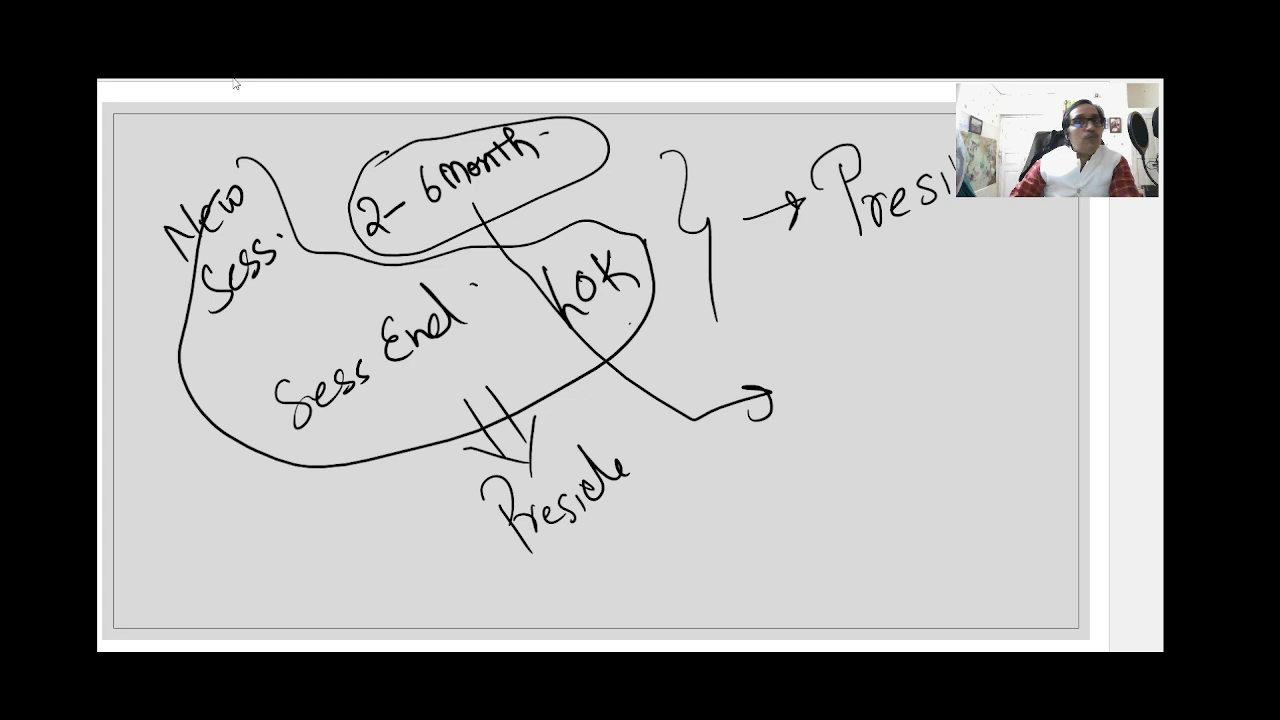 2- 6 month
New
Sess.
→ Presi
LOK
Sess End
Preside